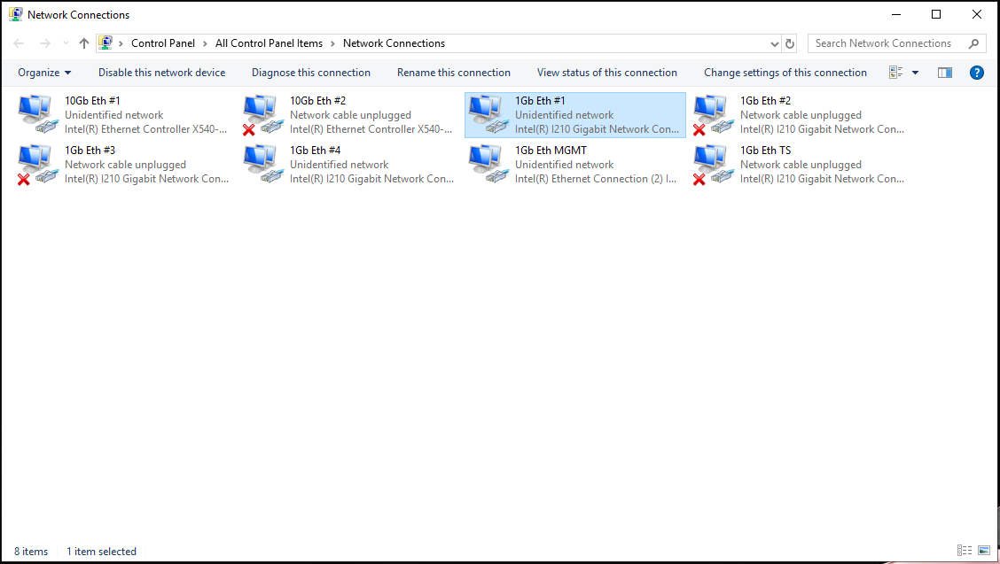 Network Connections
Control Panel > All Control Panel Items > Network Connections
Search Network Connections
Organize Disable this network device Diagnose this connection Rename this connection View status of this connection Change settings of this connection
10Gb Eth #1
Unidentified network
Intel(R) Ethernet Controller X540-...
10Gb Eth #2
Network cable unplugged
Intel(R) Ethernet Controller X540-...
1Gb Eth #1
Unidentified network
Intel(R) I210 Gigabit Network Con...
1Gb Eth #2
Network cable unplugged
Intel(R) I210 Gigabit Network Con...
1Gb Eth #3
Network cable unplugged
Intel(R) I210 Gigabit Network Con...
1Gb Eth #4
Unidentified network
Intel(R) I210 Gigabit Network Con...
1Gb Eth MGMT
Unidentified network
Intel(R) Ethernet Connection (2) I...
1Gb Eth TS
Network cable unplugged
Intel(R) I210 Gigabit Network Con...
8 items 1 item selected